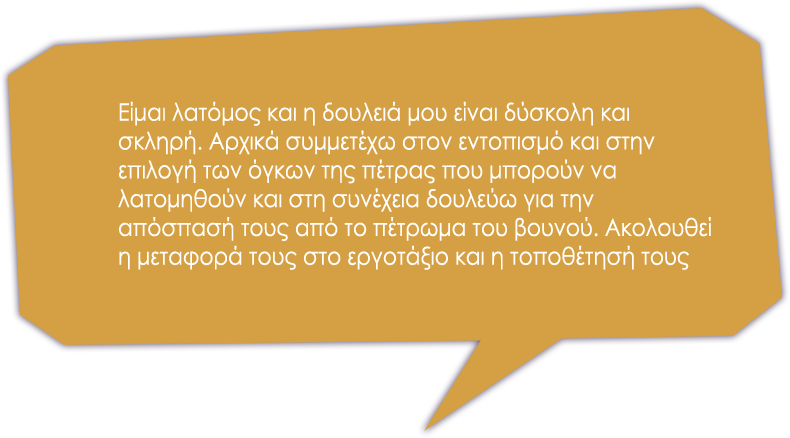 Είμαι λατόμος και η δουλειά μου είναι δύσκολη και
σκληρή. Αρχικά συμμετέχω στον εντοπισμό και στην
επιλογή των όγκων της πέτρας που μπορούν να
λατομηθούν και στη συνέχεια δουλεύω για την
απόσπασή τους από το πέτρωμα του βουνού. Ακολουθεί
η μεταφορά τους στο εργοτάξιο και η τοποθέτησή τους